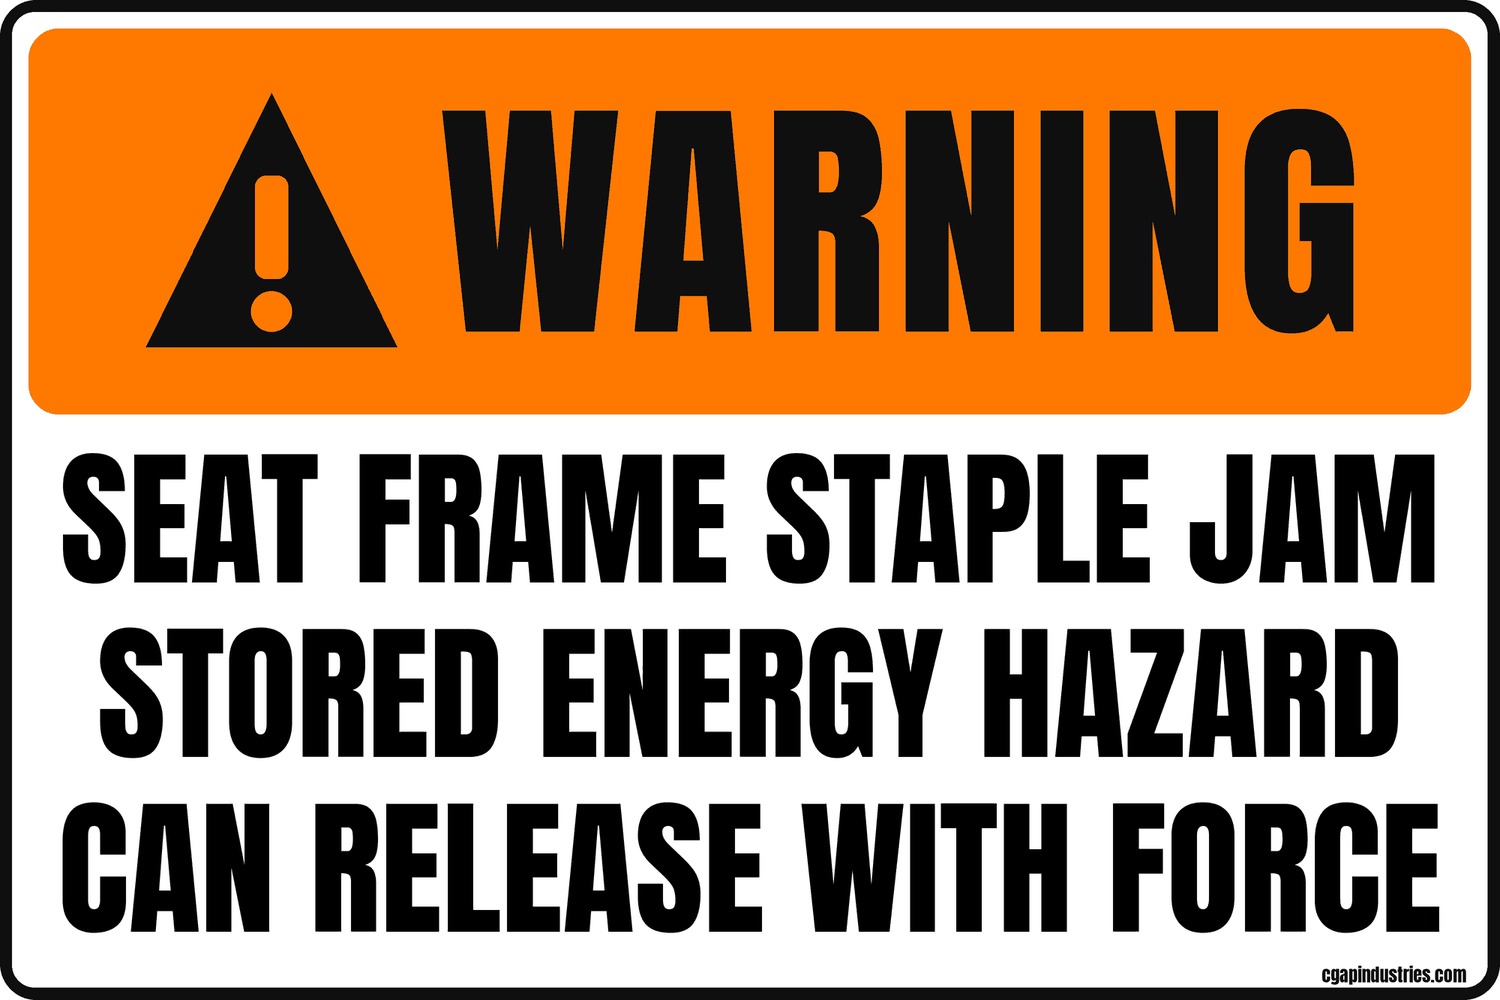 WARNING
SEAT FRAME STAPLE JAM
STORED ENERGY HAZARD
CAN RELEASE WITH FORCE
cgapindustries.com